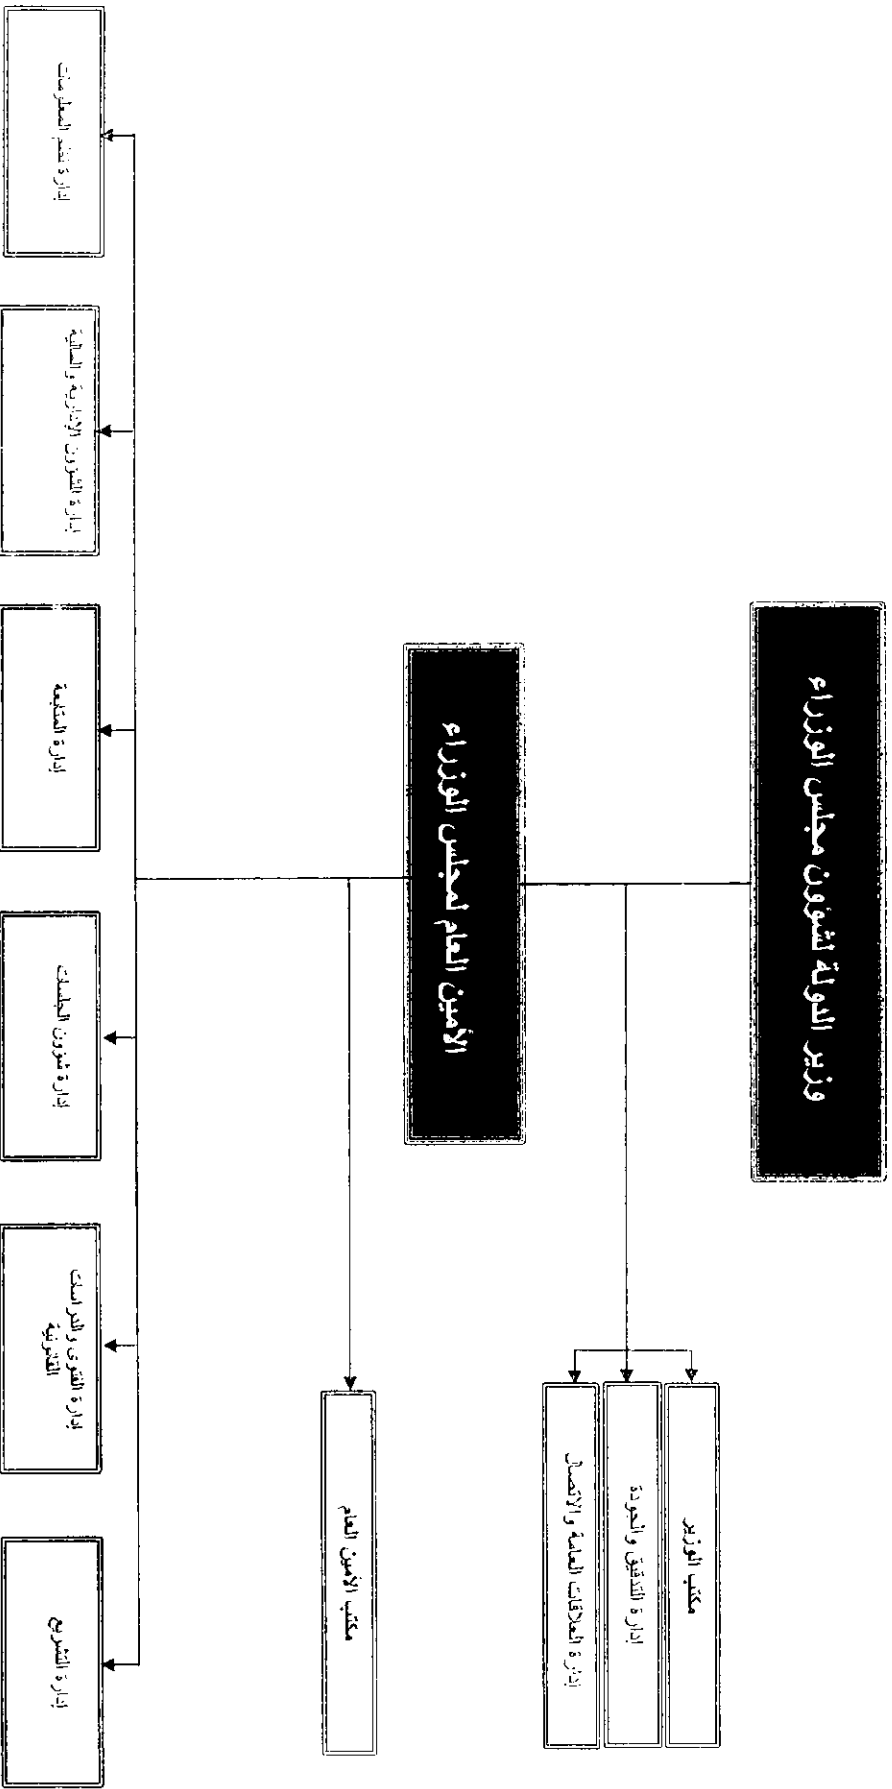 وزير الدولة لشؤون مجلس الوزراء
مكتب الوزير
إدارة التدقيق والجودة
إدارة العلاقات العامة والاتصال
الأمين العام لمجلس الوزراء
مكتب الأمين العام
إدارة التشريع
إدارة الفتوى والدراسات
القانونية
إدارة شؤون الجلسات
إدارة المتابعة
إدارة الشؤون الإدارية والمالية
إدارة نظم المعلومات